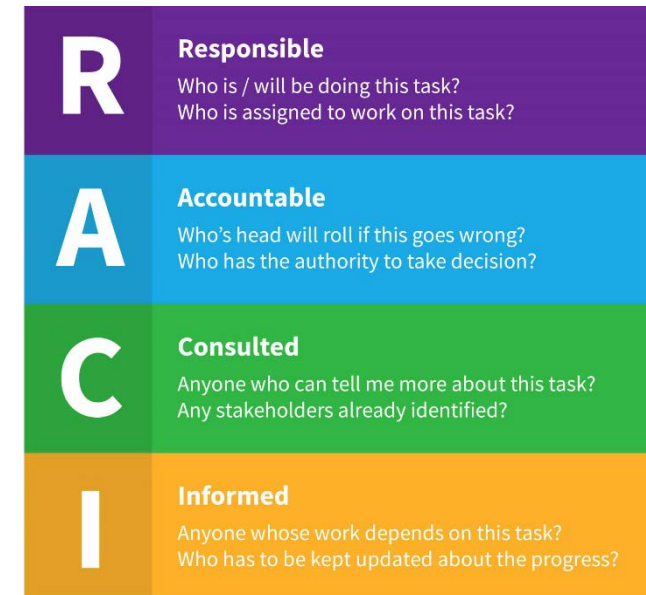 R
Responsible
Who is / will be doing this task?
Who is assigned to work on this task?
A
Accountable
Who's head will roll if this goes wrong?
Who has the authority to take decision?
C
Consulted
Anyone who can tell me more about this task?
Any stakeholders already identified?
I
Informed
Anyone whose work depends on this task?
Who has to be kept updated about the progress?